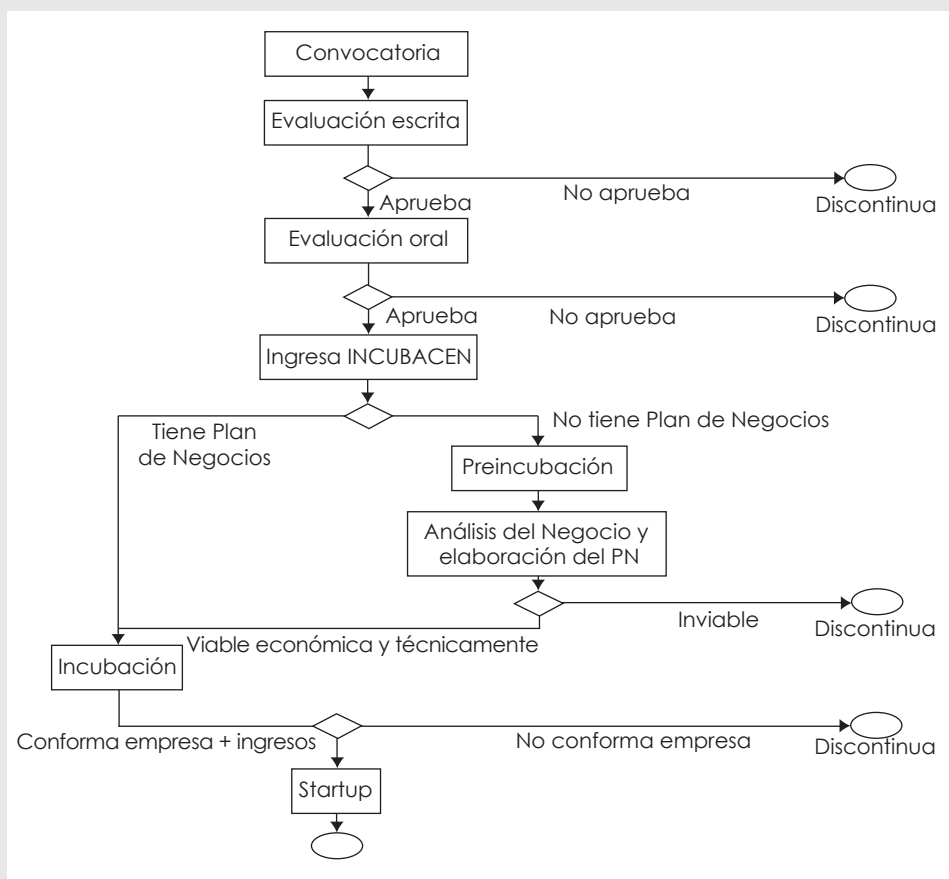 Convocatoria
Evaluación escrita
No aprueba
Discontinua
Aprueba
Evaluación oral
Aprueba
No aprueba
Discontinua
Ingresa INCUBACEN
Tiene Plan
de Negocios
No tiene Plan de Negocios
Preincubación
Análisis del Negocio y
elaboración del PN
Inviable
Discontinua
Viable económica y técnicamente
Incubación
Conforma empresa + ingresos
No conforma empresa
Discontinua
Startup